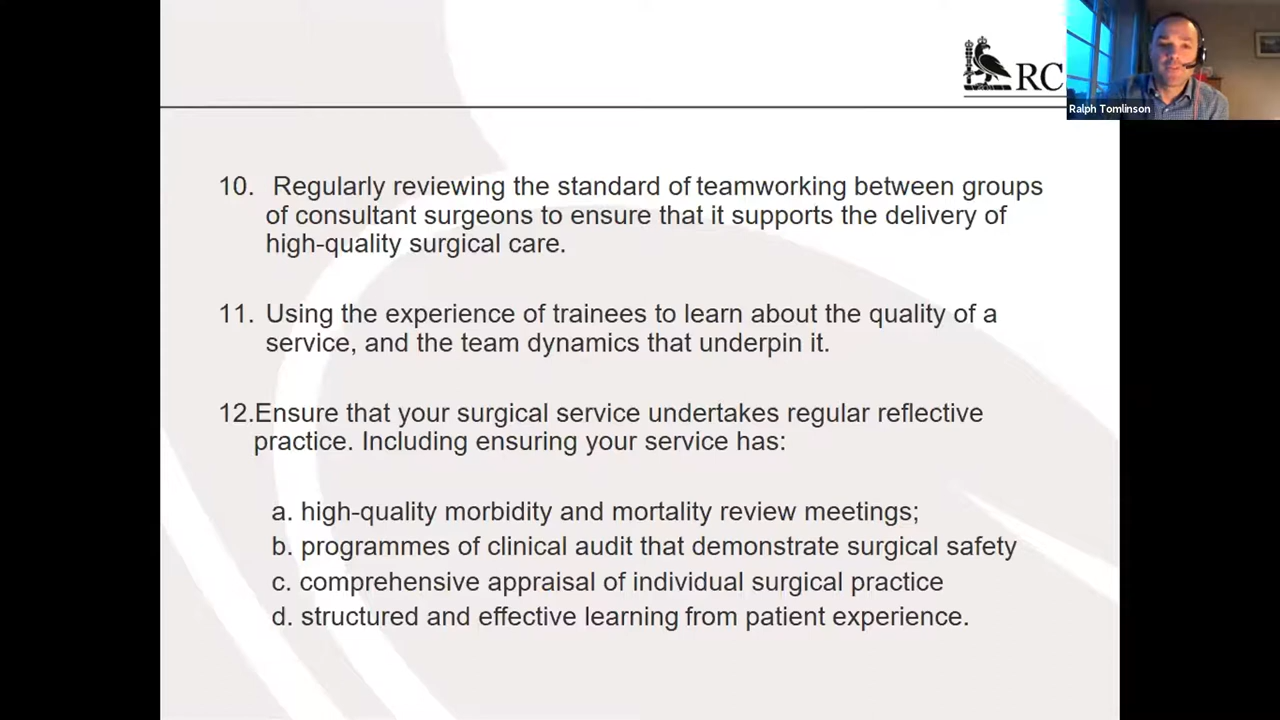 RC
Ralph Tomlinson
10. Regularly reviewing the standard of teamworking between groups
of consultant surgeons to ensure that it supports the delivery of
high-quality surgical care.
11. Using the experience of trainees to learn about the quality of a
service, and the team dynamics that underpin it.
12.Ensure that your surgical service undertakes regular reflective
practice. Including ensuring your service has:
a. high-quality morbidity and mortality review meetings;
b. programmes of clinical audit that demonstrate surgical safety
c. comprehensive appraisal of individual surgical practice
d. structured and effective learning from patient experience.